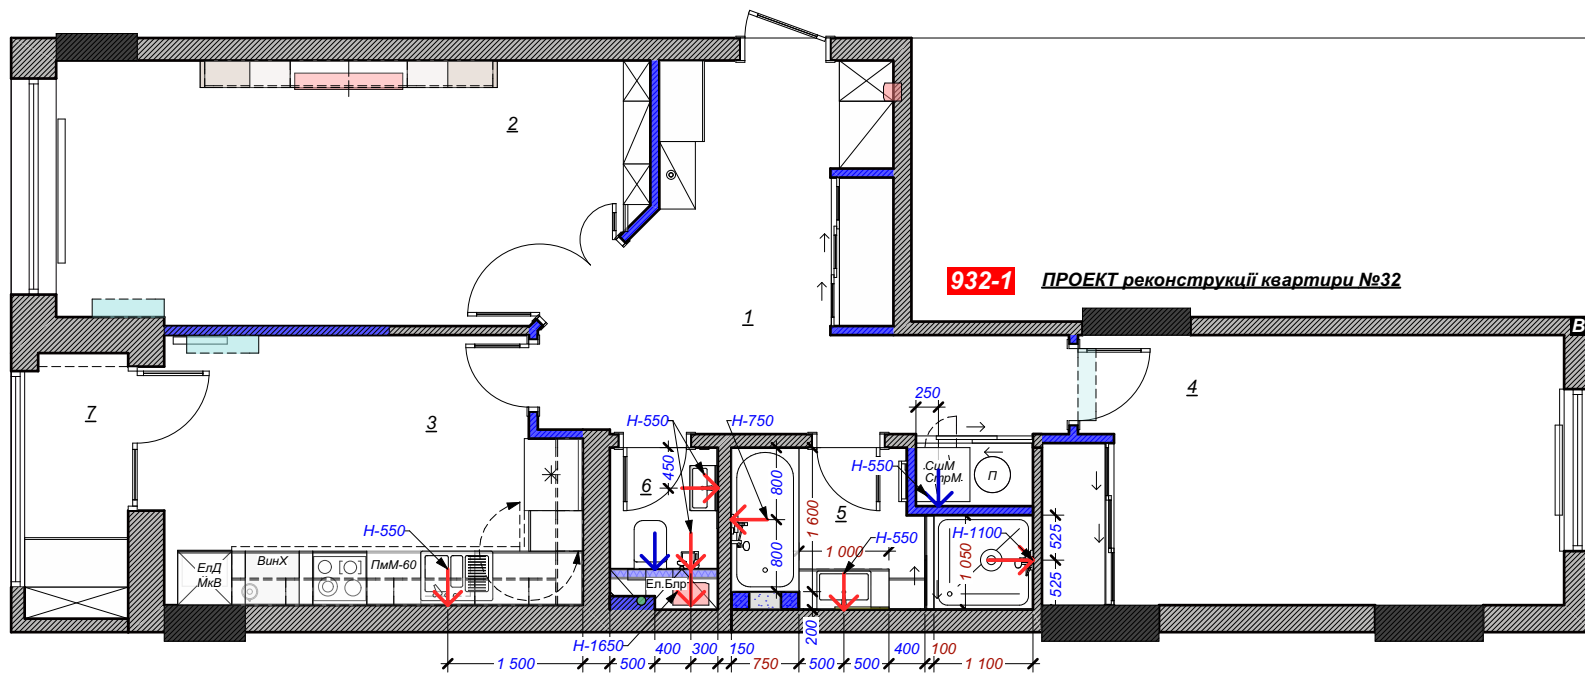 2
932-1 ПРОЕКТ реконструкції квартири №32
1
В
4
7
3
250
Н-550
Н-750
450
6
800
1 600
5
Н-550
СшМ
СтрМ.
П
Н-550
800
1 000
Н-550
1 050
Н-1100
525
525
ЕлД
МкВ
ВинХ
ПмМ-60
Ел.Блр
200
Н-1650
1 500
500
400
300
150
750
500
500
400
100
1 100